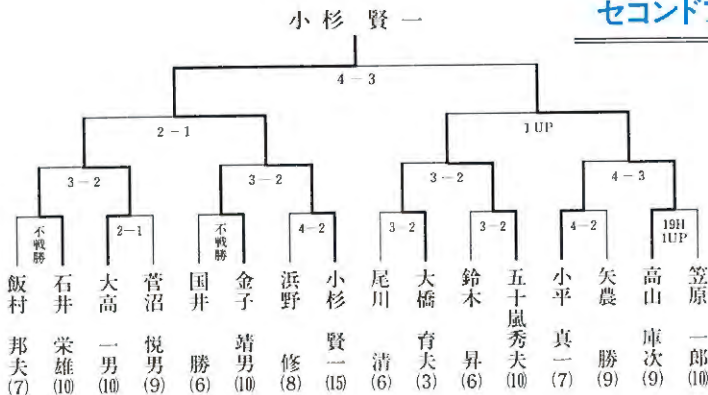 小杉 賢一
セコンドフ
4-3
2-1
1UP
3-2
3-2
3-2
4-3
不戦勝
2-1
不戦勝
4-2
3-2
3-2
4-2
19H
1UP
飯村 邦夫 (7)
石井 栄雄 (10)
大高 一男 (10)
菅沼 悦男 (9)
国井 勝 (6)
金子 靖男 (10)
浜野 修 (8)
小杉 賢一 (15)
尾川 清 (6)
大橋 育夫 (3)
鈴木 昇 (6)
五十嵐秀夫 (10)
小平 真一 (7)
矢農 勝 (9)
高山 庫次 (9)
笠原 一郎 (10)